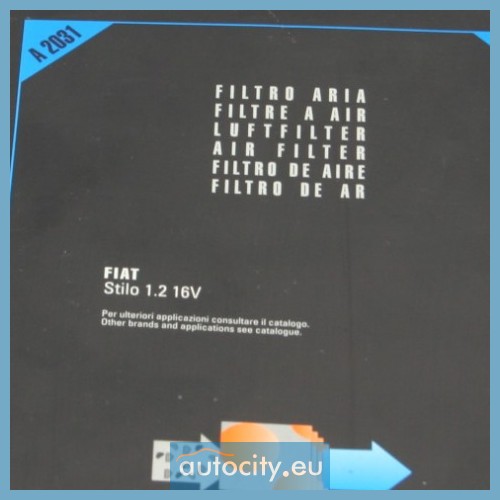 A 2031
FILTRO ARIA
FILTRE A AIR
LUFTFILTER
AIR FILTER
FILTRO DE AIRE
FILTRO DE AR
FIAT
Stilo 1.2 16V
Per ulteriori applicazioni consultare il catalogo.
Other brands and applications see catalogue.
autocity.eu